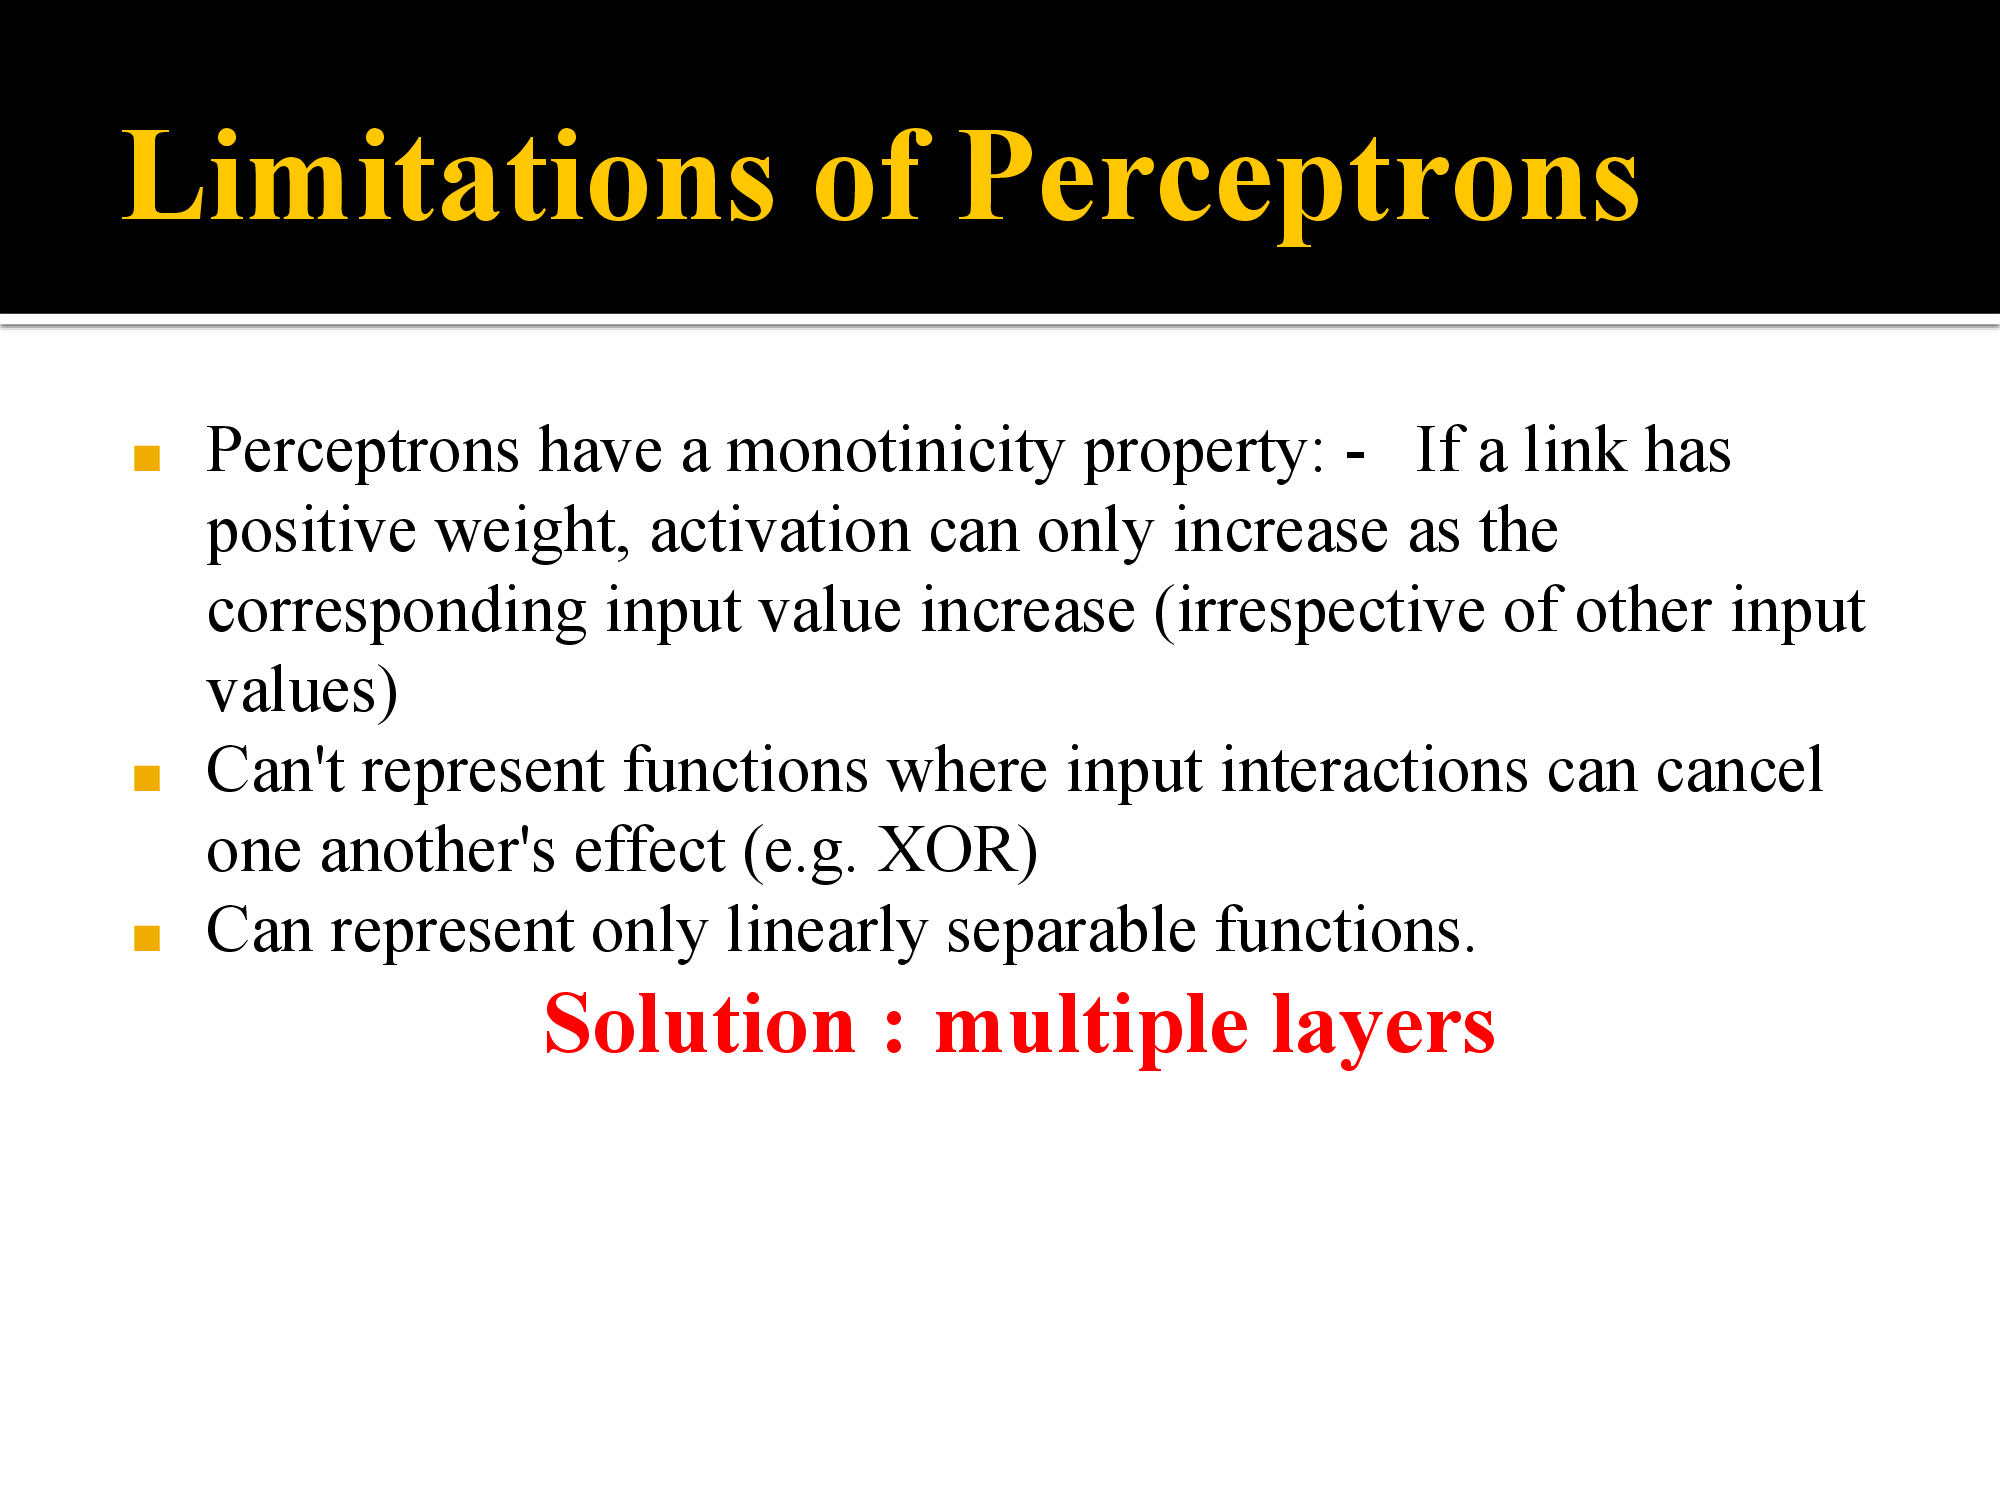 Limitations of Perceptrons
Perceptrons have a monotinicity property: - If a link has
positive weight, activation can only increase as the
corresponding input value increase (irrespective of other input
values)
Can't represent functions where input interactions can cancel
one another's effect (e.g. XOR)
Can represent only linearly separable functions.
Solution : multiple layers